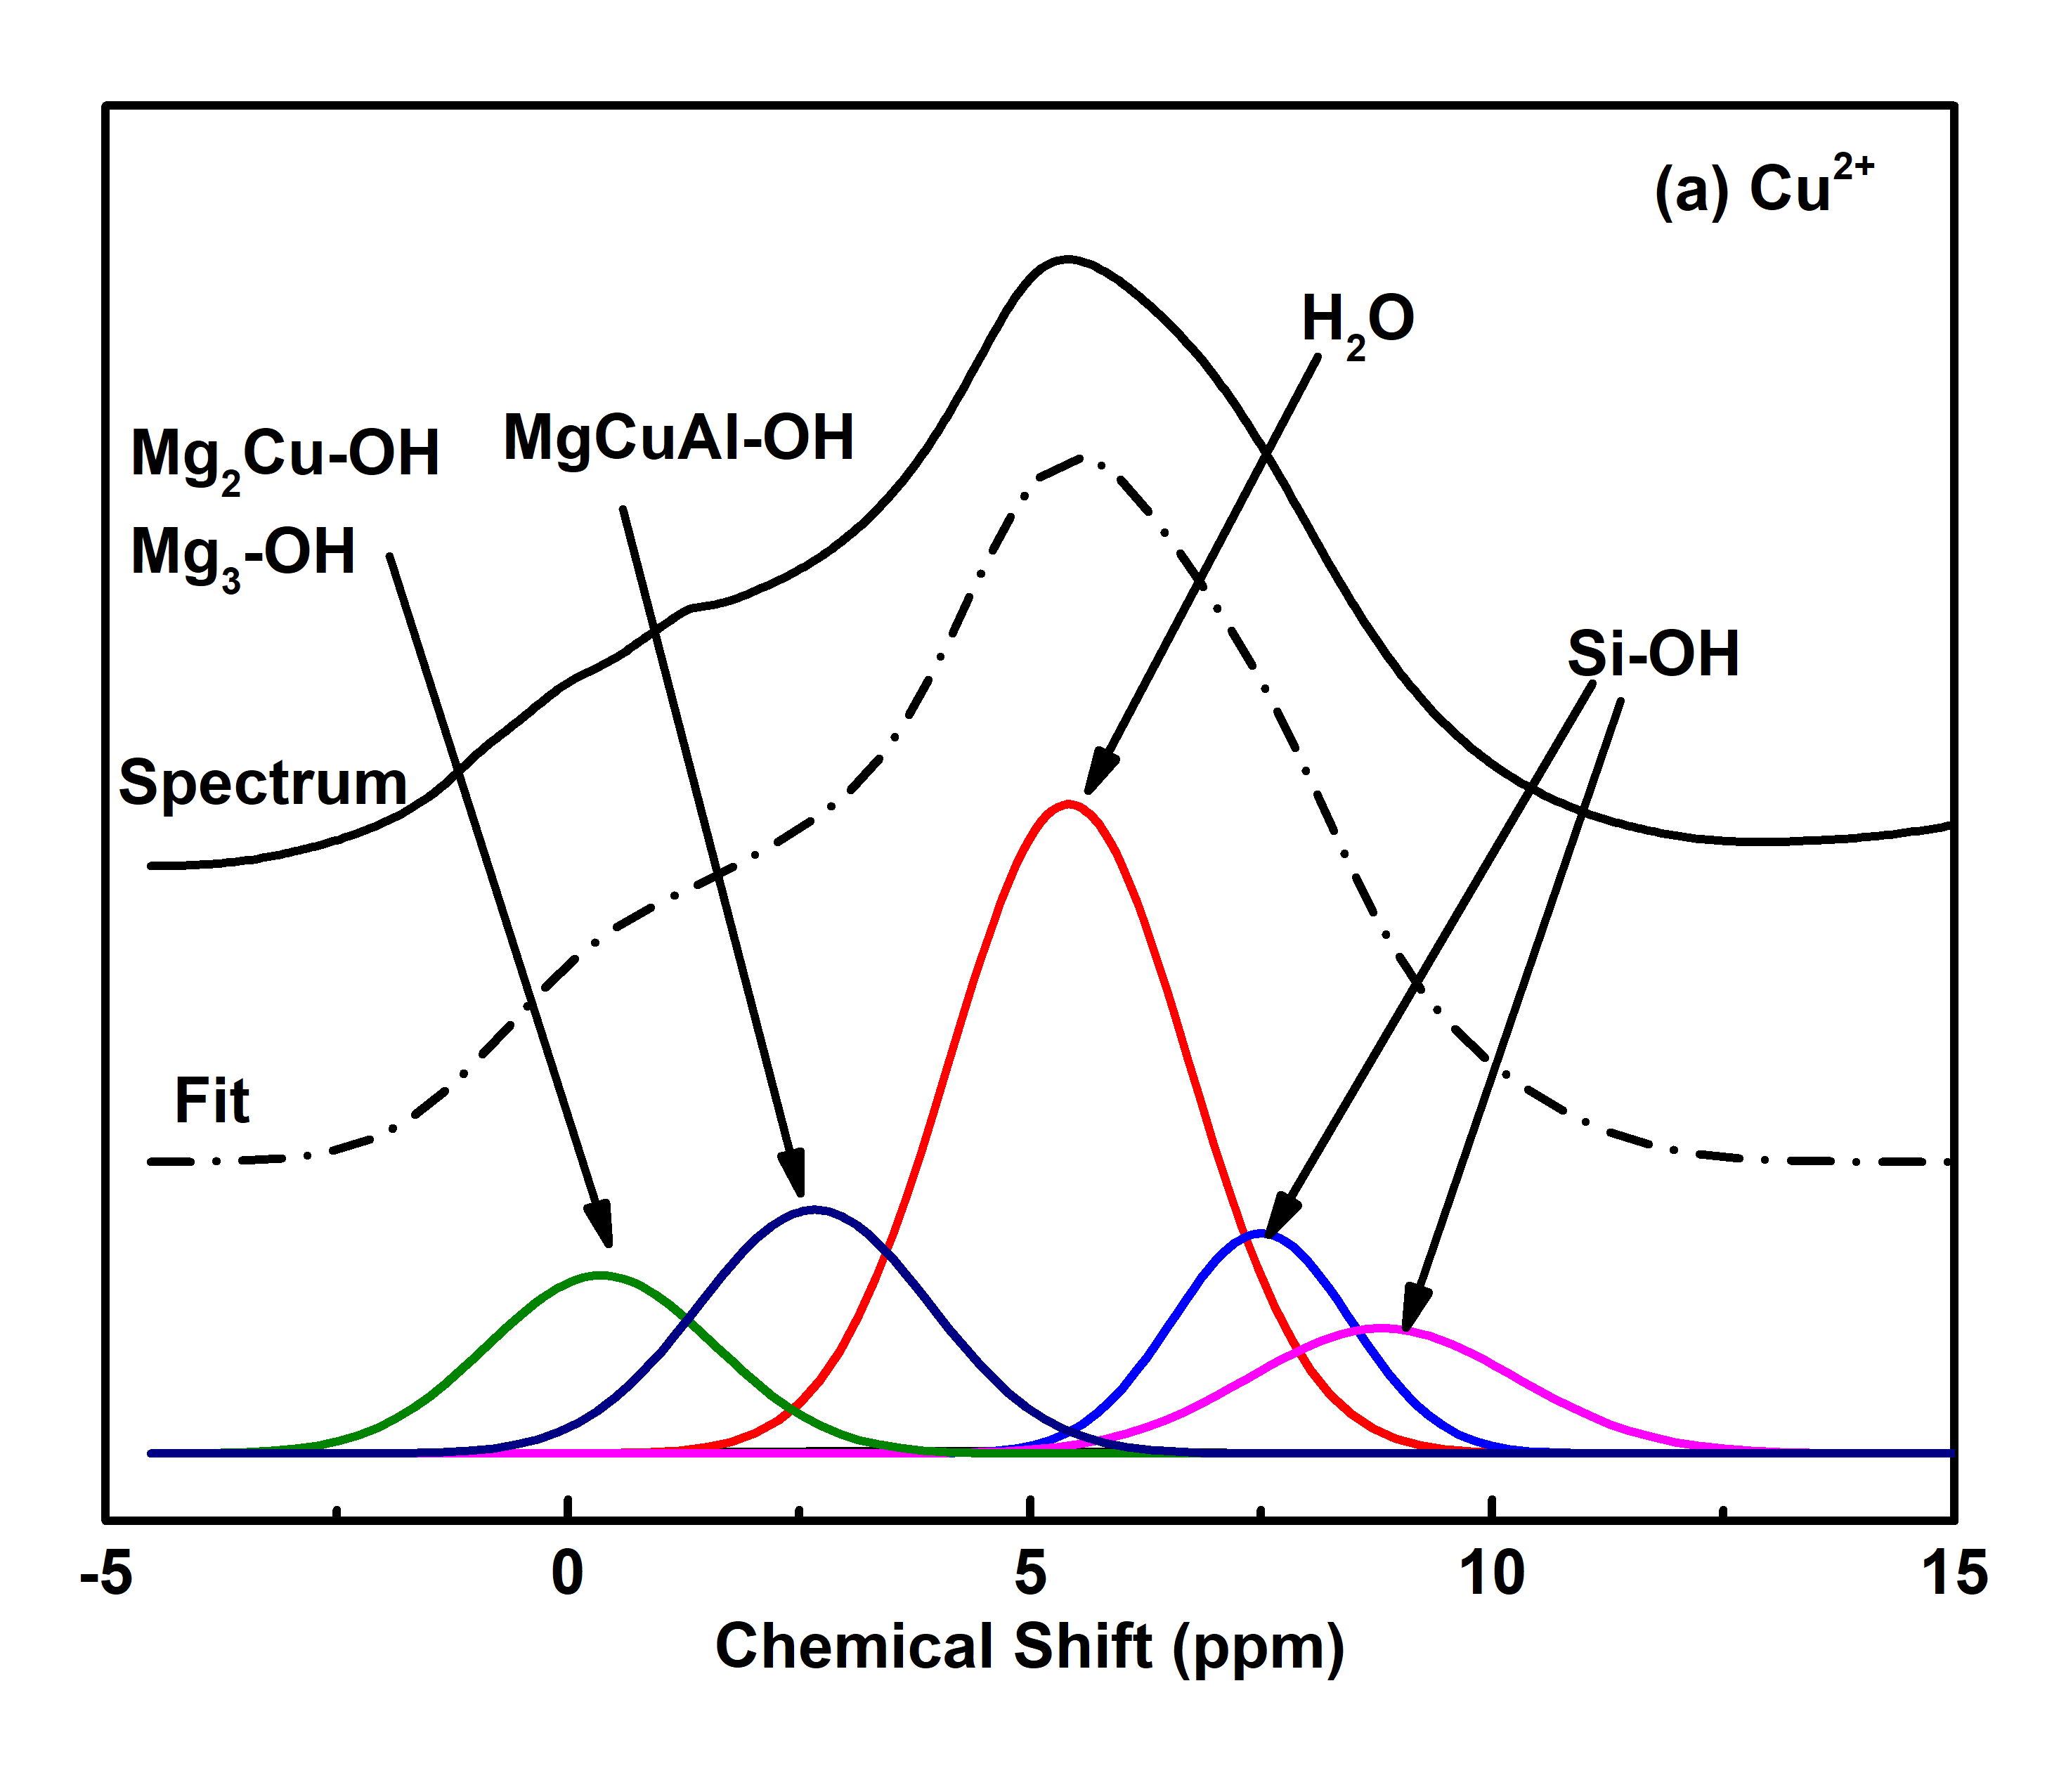 (a) Cu²⁺
H₂O
Mg₂Cu-OH
MgCuAl-OH
Mg₃-OH
Si-OH
Spectrum
Fit
-5 0 5 10 15
Chemical Shift (ppm)